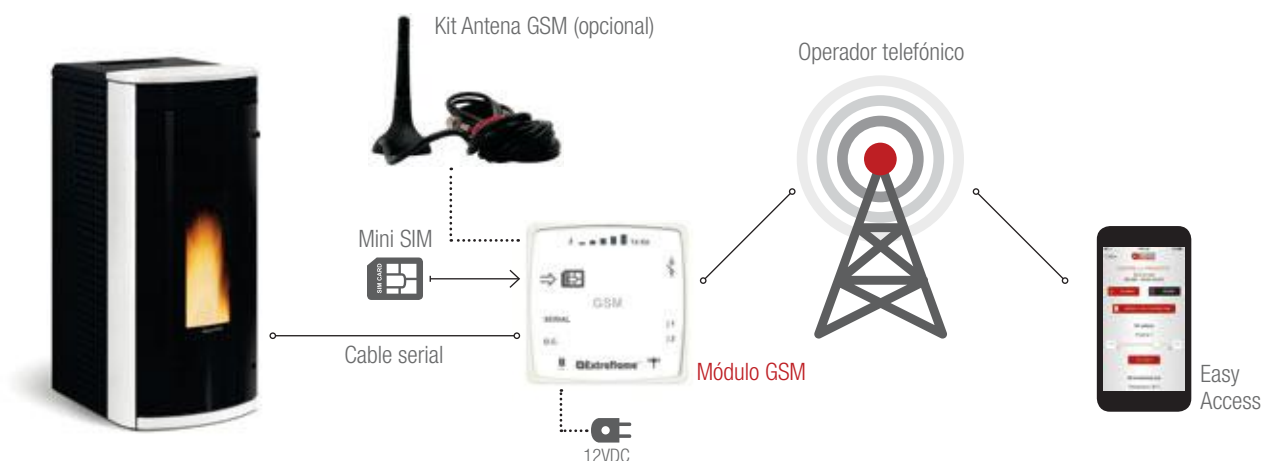 Kit Antena GSM (opcional)
Operador telefónico
Mini SIM
SIM CARD
GSM
SERIAL
D.C.
Extraflame
Cable serial
Módulo GSM
12VDC
Easy
Access